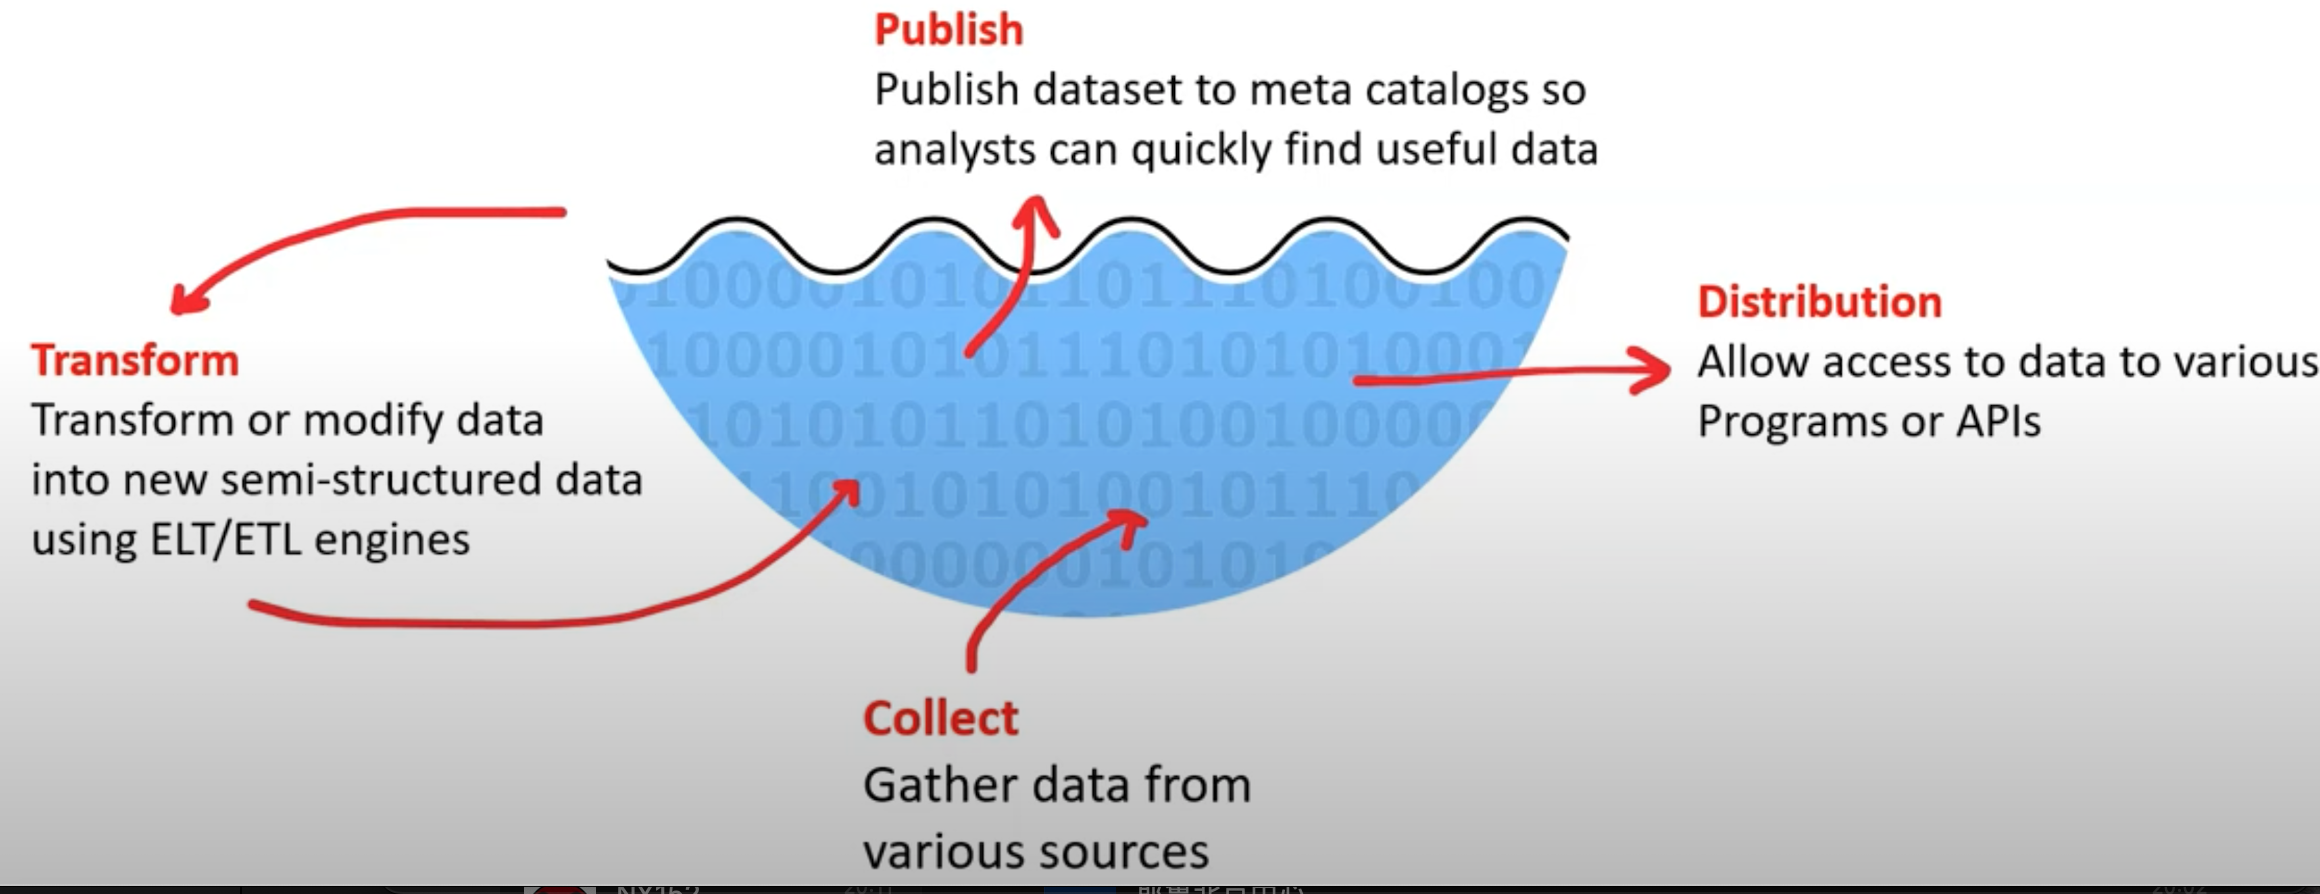 Publish
Publish dataset to meta catalogs so
analysts can quickly find useful data
Transform
Transform or modify data
into new semi-structured data
using ELT/ETL engines
Distribution
Allow access to data to various
Programs or APIs
Collect
Gather data from
various sources